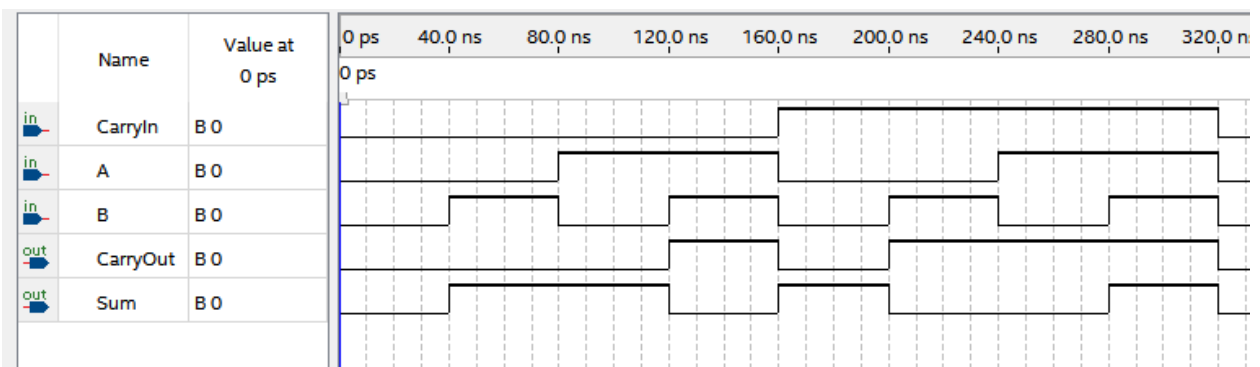 Name Value at 0 ps
0 ps 40.0 ns 80.0 ns 120.0 ns 160.0 ns 200.0 ns 240.0 ns 280.0 ns 320.0 n
0 ps
in CarryIn B 0
in A B 0
in B B 0
out CarryOut B 0
out Sum B 0